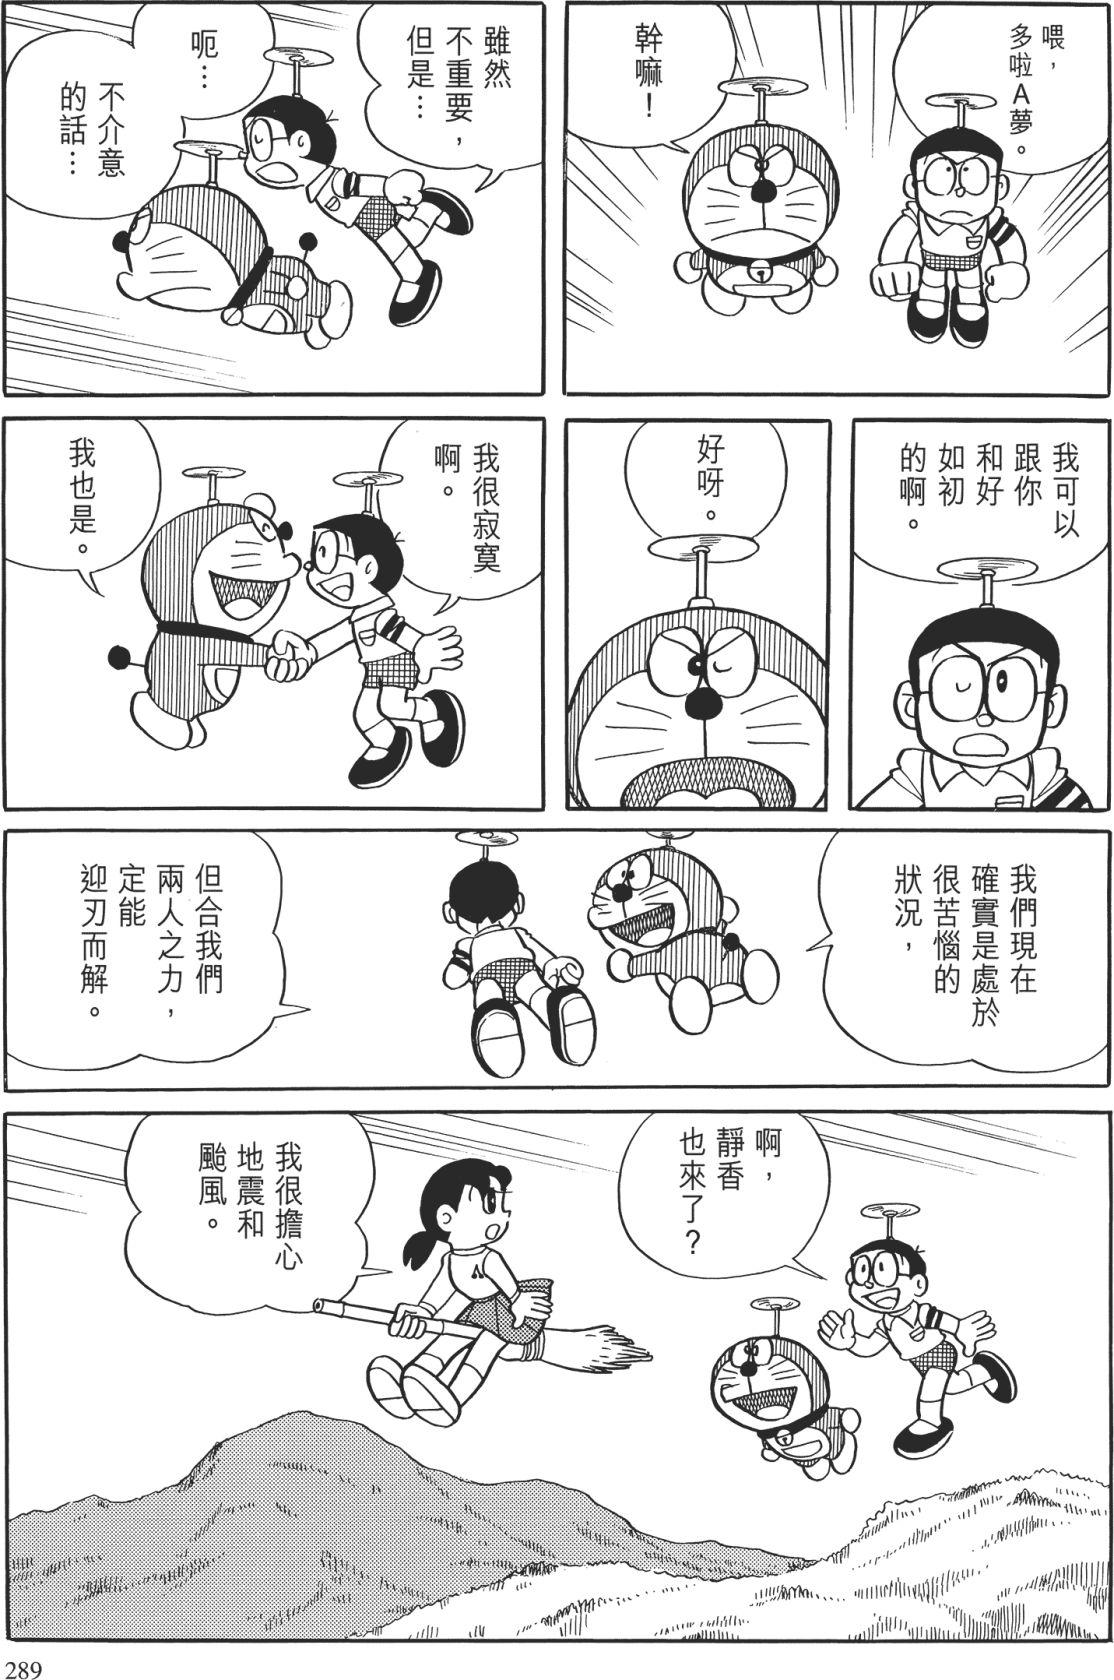 喂，
多啦A夢。
幹嘛！
雖然
不重要，
但是…
呃…
不介意
的話…
我可以
跟你
和好
如初
的啊。
好呀。
我很寂寞
啊。
我也是。
我們現在
確實是處於
很苦惱的
狀況，
但合我們
兩人之力，
定能
迎刃而解。
啊，
靜香
也來了？
我很擔心
地震和
颱風。
289